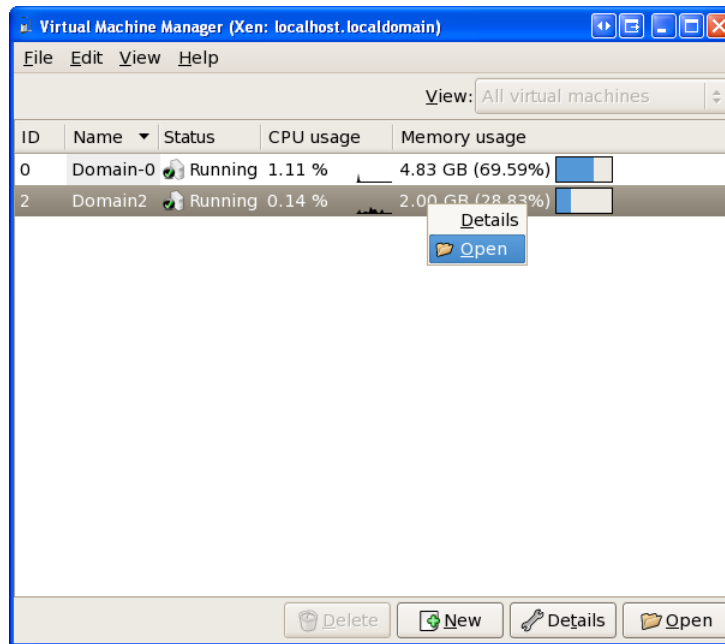 Virtual Machine Manager (Xen: localhost.localdomain)
File Edit View Help
View: All virtual machines
ID Name Status CPU usage Memory usage
0 Domain-0 Running 1.11 % 4.83 GB (69.59%)
2 Domain2 Running 0.14 % 2.00 GB (28.83%)
Details
Open
Delete New Details Open